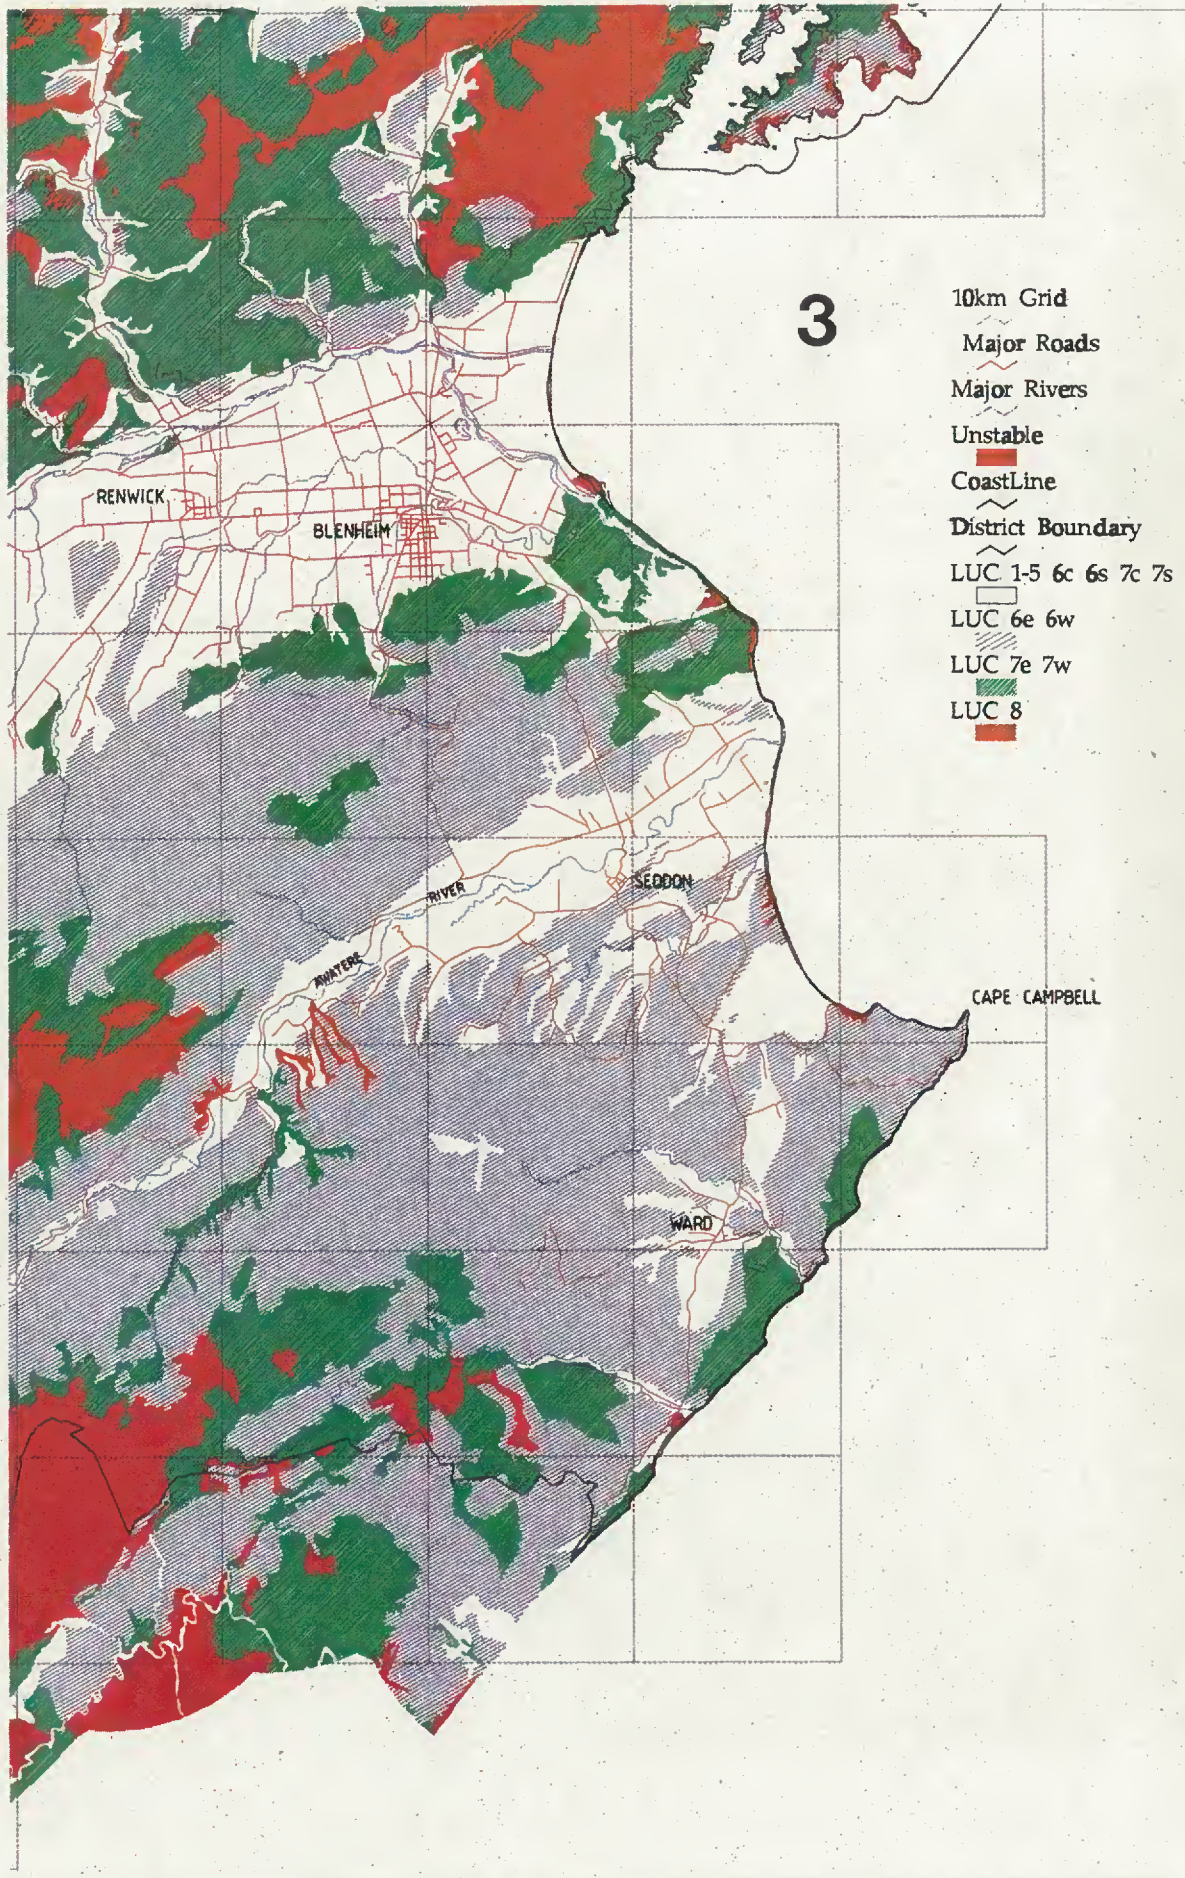 3
10km Grid
Major Roads
Major Rivers
Unstable
CoastLine
District Boundary
LUC 1-5 6c 6s 7c 7s
LUC 6e 6w
LUC 7e 7w
LUC 8
RENWICK
BLENHEIM
SEDDON
RIVER
AWATERE
CAPE CAMPBELL
WARD